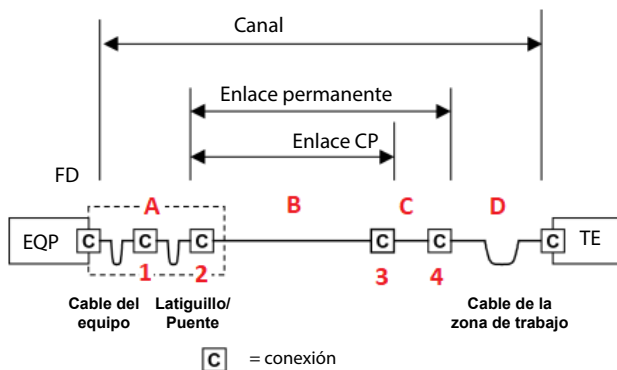 Canal
Enlace permanente
Enlace CP
FD
A
B
C
D
EQP
C
C
C
C
C
C
TE
1
2
3
4
Cable del
equipo
Latiguillo/
Puente
Cable de la
zona de trabajo
C = conexión